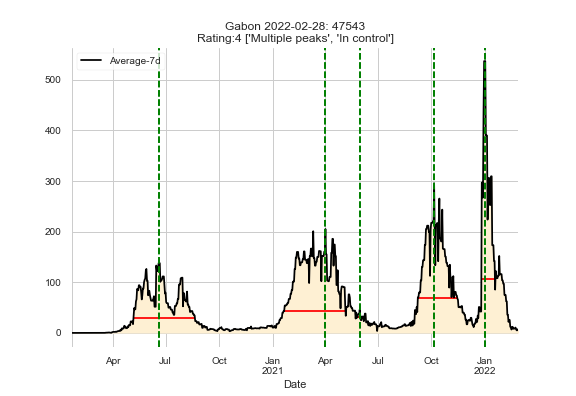 Gabon 2022-02-28: 47543
Rating:4 ['Multiple peaks', 'In control']
Average-7d
500
400
300
200
100
0
Apr Jul Oct Jan Apr Jul Oct Jan
2021 2022
Date